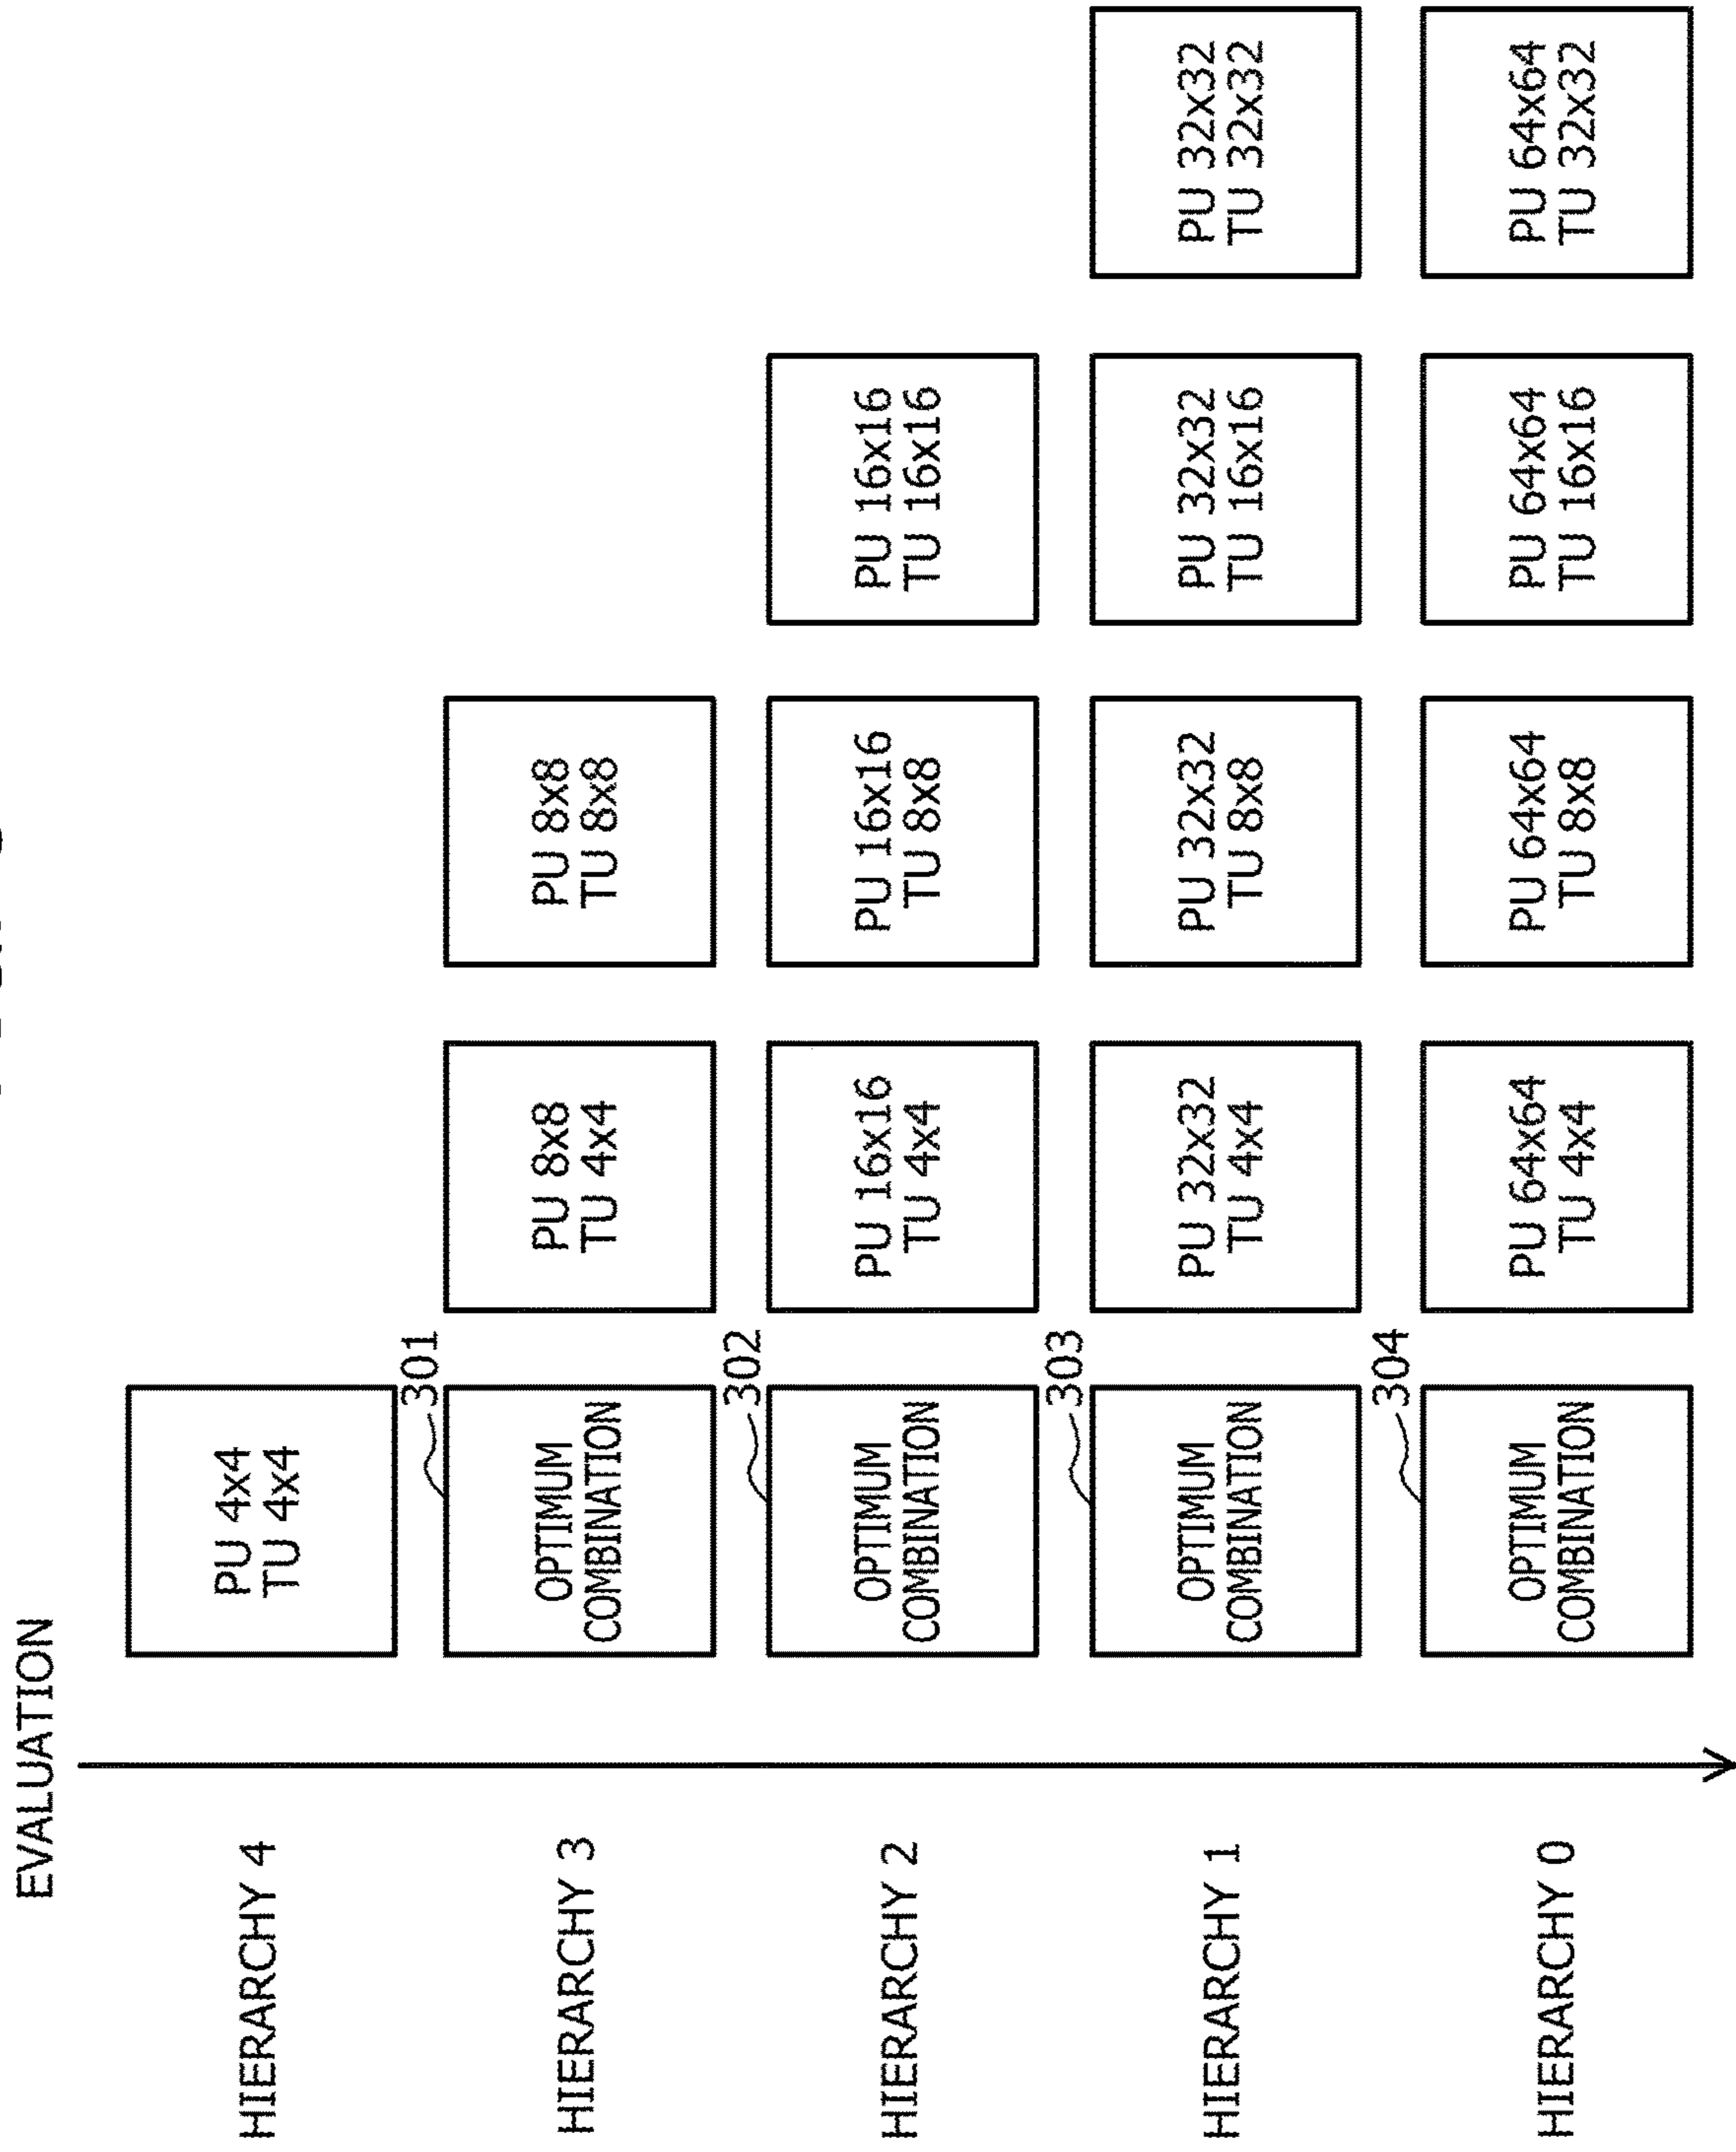 EVALUATION
HIERARCHY 4
PU 4x4
TU 4x4
HIERARCHY 3
301
OPTIMUM
COMBINATION
PU 8x8
TU 4x4
PU 8x8
TU 8x8
HIERARCHY 2
302
OPTIMUM
COMBINATION
PU 16x16
TU 4x4
PU 16x16
TU 8x8
PU 16x16
TU 16x16
HIERARCHY 1
303
OPTIMUM
COMBINATION
PU 32x32
TU 4x4
PU 32x32
TU 8x8
PU 32x32
TU 16x16
PU 32x32
TU 32x32
HIERARCHY 0
304
OPTIMUM
COMBINATION
PU 64x64
TU 4x4
PU 64x64
TU 8x8
PU 64x64
TU 16x16
PU 64x64
TU 32x32